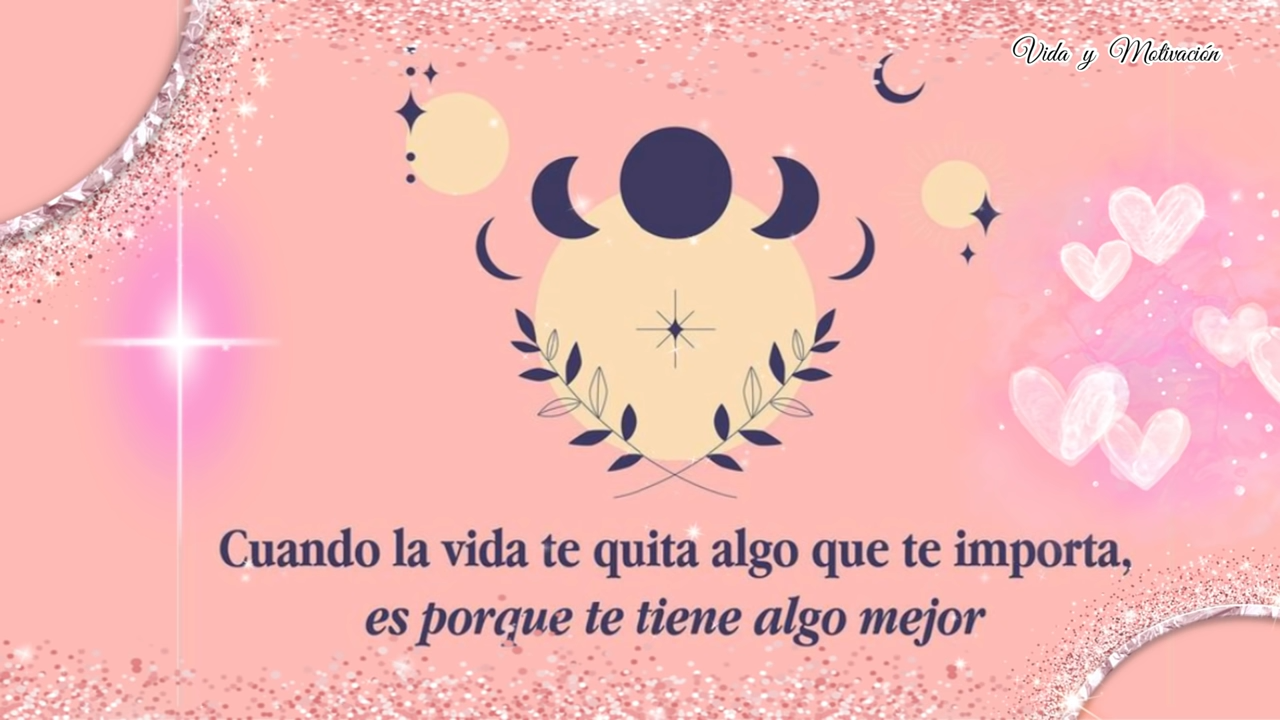 Vida y Motivación
Cuando la vida te quita algo que te importa,
es porque te tiene algo mejor